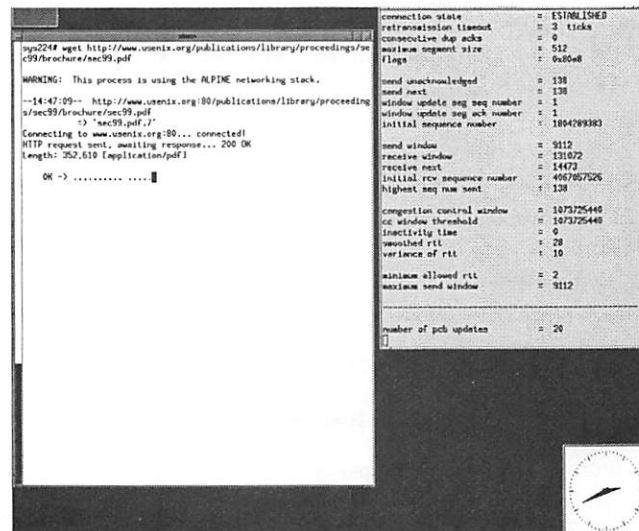 sys224# wget http://www.usenix.org/publications/library/proceedings/se
c99/brochure/sec99.pdf
WARNING: This process is using the ALPINE networking stack.
--14:47:09-- http://www.usenix.org:80/publications/library/proceeding
s/sec99/brochure/sec99.pdf
=> 'sec99.pdf.7'
Connecting to www.usenix.org:80... connected!
HTTP request sent, awaiting response... 200 OK
Length: 352,610 [application/pdf]
0K -> .......... .....
connection state = ESTABLISHED
retransmission timeout = 3 ticks
consecutive dup acks = 0
maximum segment size = 512
flags = 0x80e8
send unacknowledged = 138
send next = 138
window update seg seq number = 1
window update seg ack number = 1
initial sequence number = 1804289383
send window = 9112
receive window = 131072
receive next = 14473
initial rcv sequence number = 4067057526
highest seq num sent = 138
congestion control window = 1073725440
cc window threshold = 1073725440
inactivity time = 0
smoothed rtt = 28
variance of rtt = 10
minimum allowed rtt = 2
maximum send window = 9112
number of pcb updates = 20